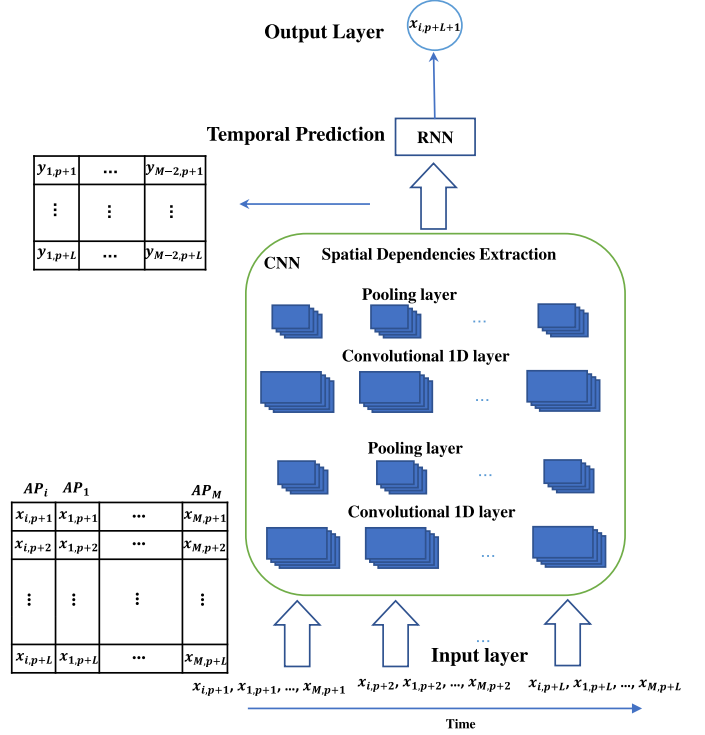 Output Layer
x_{i,p+L+1}
Temporal Prediction
RNN
y_{1,p+1} ... y_{M−2,p+1}
⋮ ⋮ ⋮
y_{1,p+L} ... y_{M−2,p+L}
Spatial Dependencies Extraction
CNN
Pooling layer
...
Convolutional 1D layer
...
Pooling layer
...
Convolutional 1D layer
...
AP_i AP_1 AP_M
x_{i,p+1} x_{1,p+1} ... x_{M,p+1}
x_{i,p+2} x_{1,p+2} ... x_{M,p+2}
⋮ ⋮ ⋮ ⋮
x_{i,p+L} x_{1,p+L} ... x_{M,p+L}
...
Input layer
x_{i,p+1}, x_{1,p+1}, ..., x_{M,p+1}
x_{i,p+2}, x_{1,p+2}, ..., x_{M,p+2}
x_{i,p+L}, x_{1,p+L}, ..., x_{M,p+L}
Time